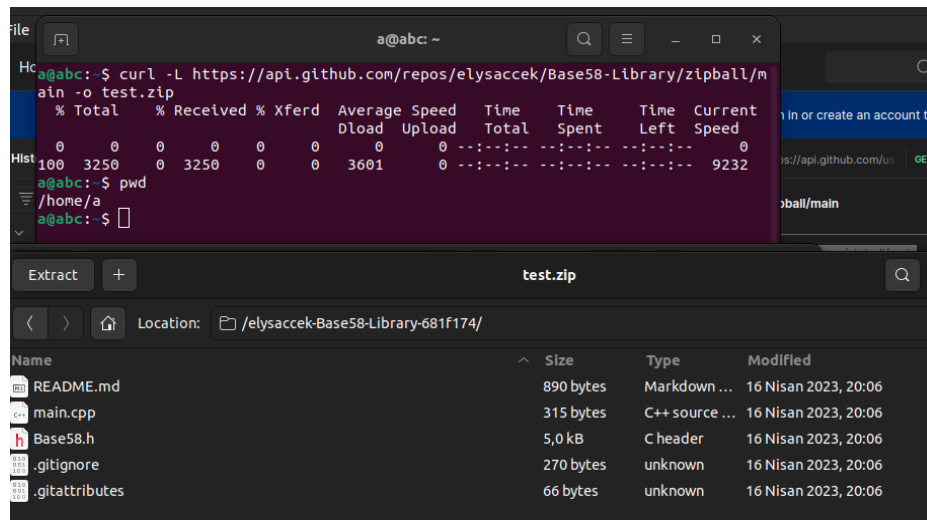 File
a@abc: ~
Ho
a@abc:~$ curl -L https://api.github.com/repos/elysaccek/Base58-Library/zipball/m
ain -o test.zip
% Total % Received % Xferd Average Speed Time Time Time Current
Dload Upload Total Spent Left Speed
0 0 0 0 0 0 0 0 --:--:-- --:--:-- --:--:-- 0
100 3250 0 3250 0 0 3601 0 --:--:-- --:--:-- --:--:-- 9232
a@abc:~$ pwd
/home/a
a@abc:~$
in or create an account t
Hist
ps://api.github.com/us GE
ball/main
Extract + test.zip
Location: /elysaccek-Base58-Library-681f174/
Name Size Type Modified
README.md 890 bytes Markdown ... 16 Nisan 2023, 20:06
main.cpp 315 bytes C++ source ... 16 Nisan 2023, 20:06
Base58.h 5,0 kB C header 16 Nisan 2023, 20:06
.gitignore 270 bytes unknown 16 Nisan 2023, 20:06
.gitattributes 66 bytes unknown 16 Nisan 2023, 20:06